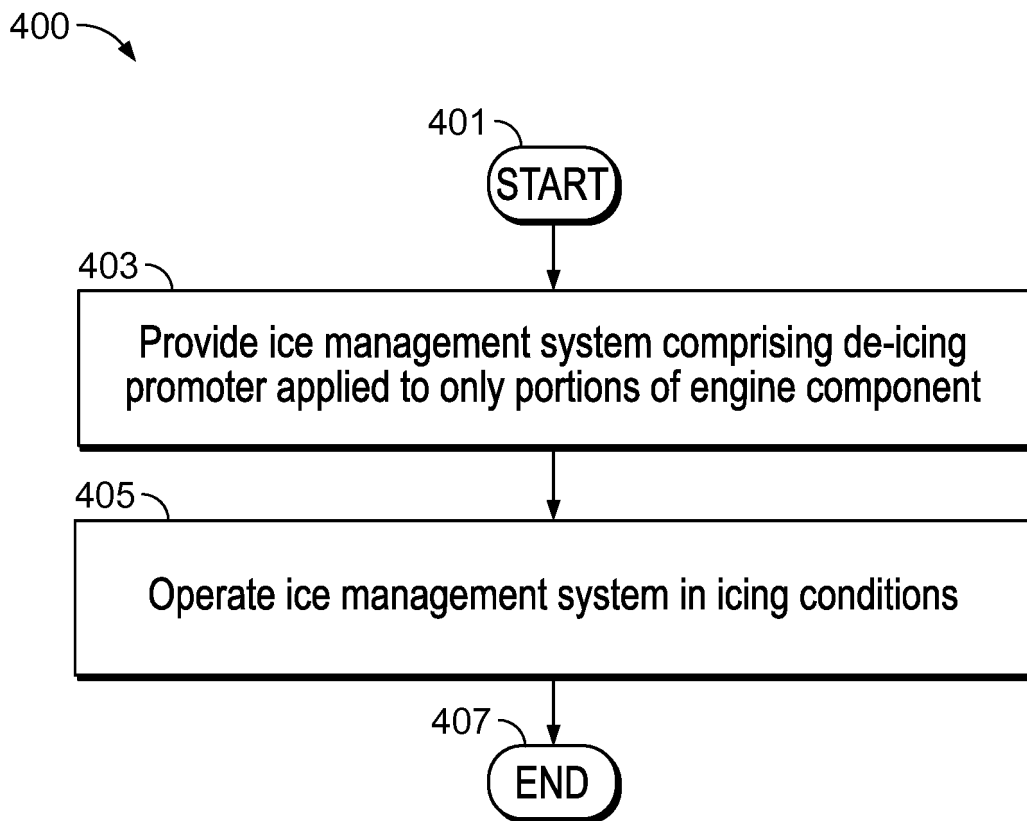 400
401
START
403
Provide ice management system comprising de-icing
promoter applied to only portions of engine component
405
Operate ice management system in icing conditions
407
END